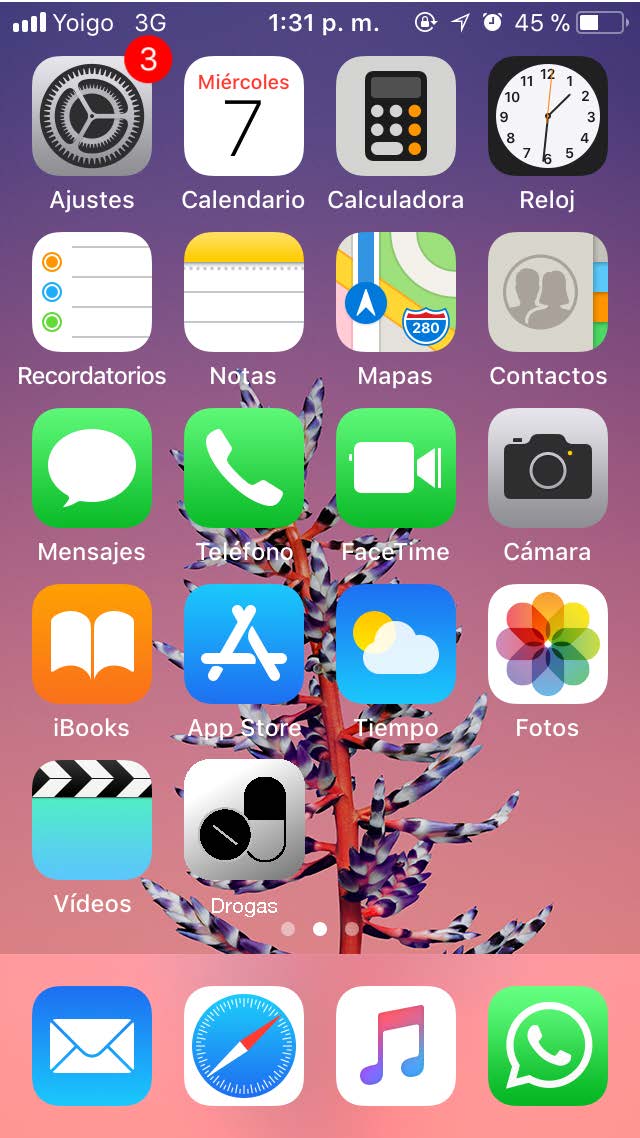 Yoigo 3G 1:31 p. m. 45 %
3
Miércoles
7
12
11 1
10 2
9 3
8 4
7 5
6
Ajustes Calendario Calculadora Reloj
280
Recordatorios Notas Mapas Contactos
Mensajes Teléfono FaceTime Cámara
iBooks App Store Tiempo Fotos
Vídeos Drogas